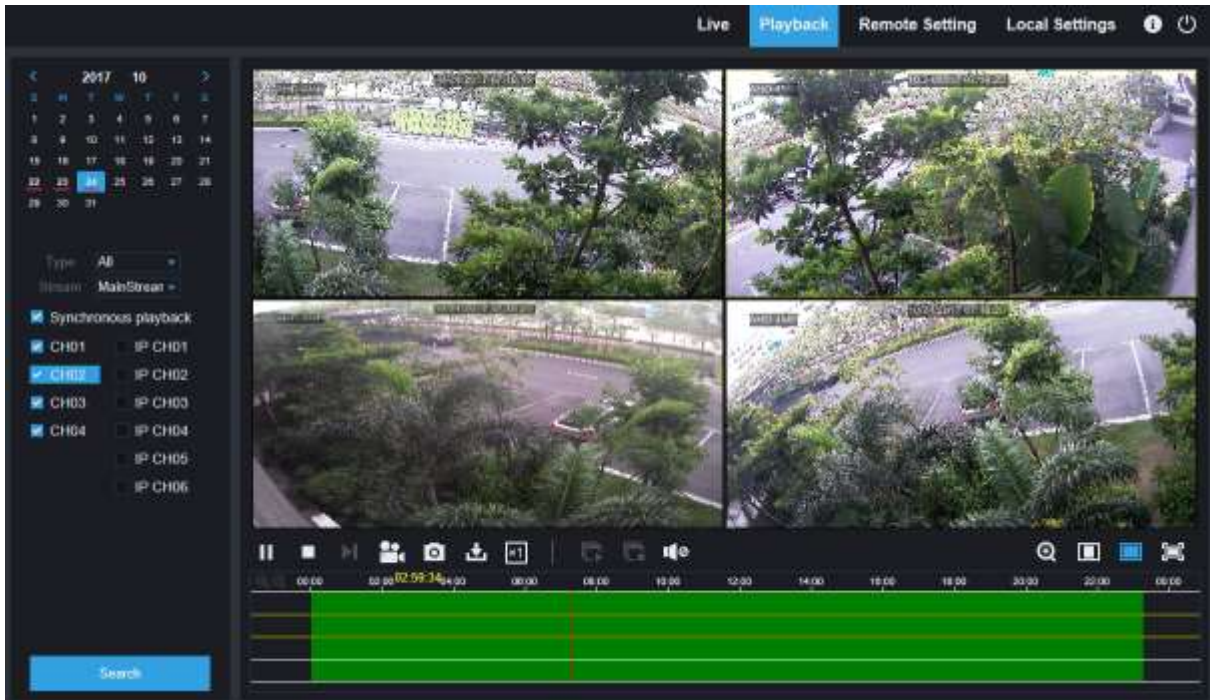 Live Playback Remote Setting Local Settings
2017 10
S M T W T F S
1 2 3 4 5 6 7
8 9 10 11 12 13 14
15 16 17 18 19 20 21
22 23 24 25 26 27 28
29 30 31
Type All
Stream MainStrear
Synchronous playback
CH01 IP CH01
CH02 IP CH02
CH03 IP CH03
CH04 IP CH04
IP CH05
IP CH06
Search
x1
02:59:34
00:00 02:00 04:00 06:00 08:00 10:00 12:00 14:00 16:00 18:00 20:00 22:00 00:00